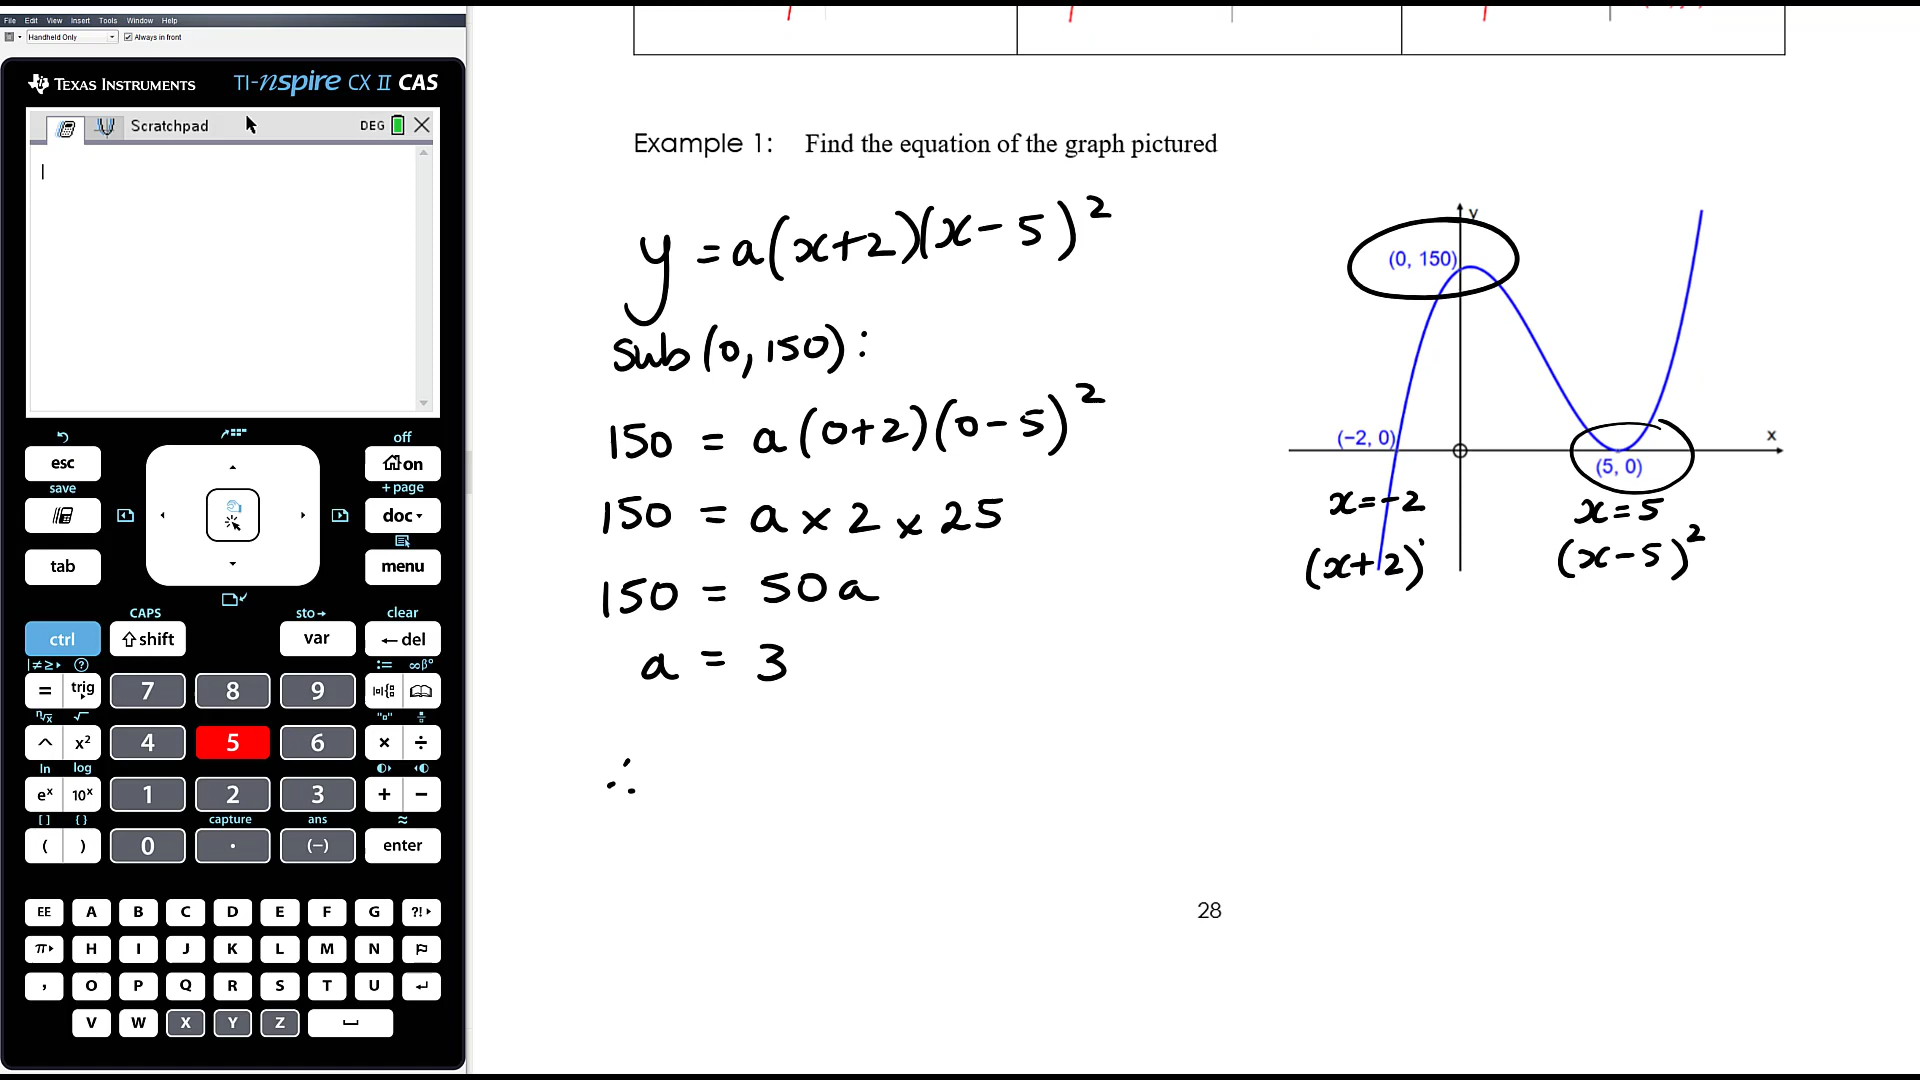 File Edit View Insert Tools Window Help
Handheld Only Always in front
TEXAS INSTRUMENTS TI-nspire CX II CAS
Scratchpad DEG
off
esc on
save + page
doc
tab menu
CAPS sto→ clear
ctrl shift var ←del
|≠≥▸ ? := ∞β°
= trig 7 8 9
ⁿ√x √ "□"
^ x² 4 5 6 × ÷
ln log
eˣ 10ˣ 1 2 3 + −
[ ] { } capture ans ≈
( ) 0 . (−) enter
EE A B C D E F G ?!▸
π▸ H I J K L M N
, O P Q R S T U ↵
V W X Y Z
Example 1: Find the equation of the graph pictured
y = a(x+2)(x-5)²
sub (0, 150) :
150 = a (0+2)(0-5)²
150 = a × 2 × 25
150 = 50a
a = 3
∴
y
(0, 150)
x
(−2, 0)
(5, 0)
x=-2
x=5
(x+2)'
(x-5)²
28